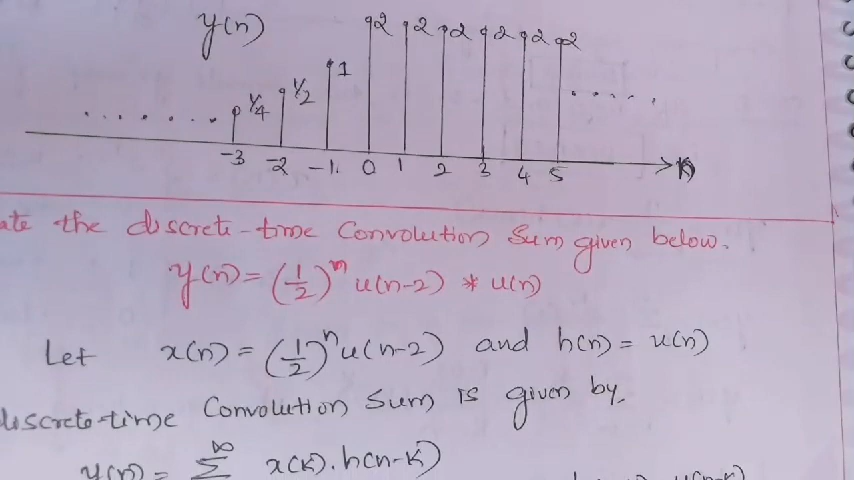 y(n)
2 2 2 2 2 2
1
1/2
1/4
-3 -2 -1 0 1 2 3 4 5
ate the discrete-time Convolution Sum given below.
y(n) = (1/2)^n u(n-2) * u(n)
Let x(n) = (1/2)^n u(n-2) and h(n) = u(n)
discrete-time Convolution Sum is given by,
y(n) = ∑^∞ x(k). h(n-k)